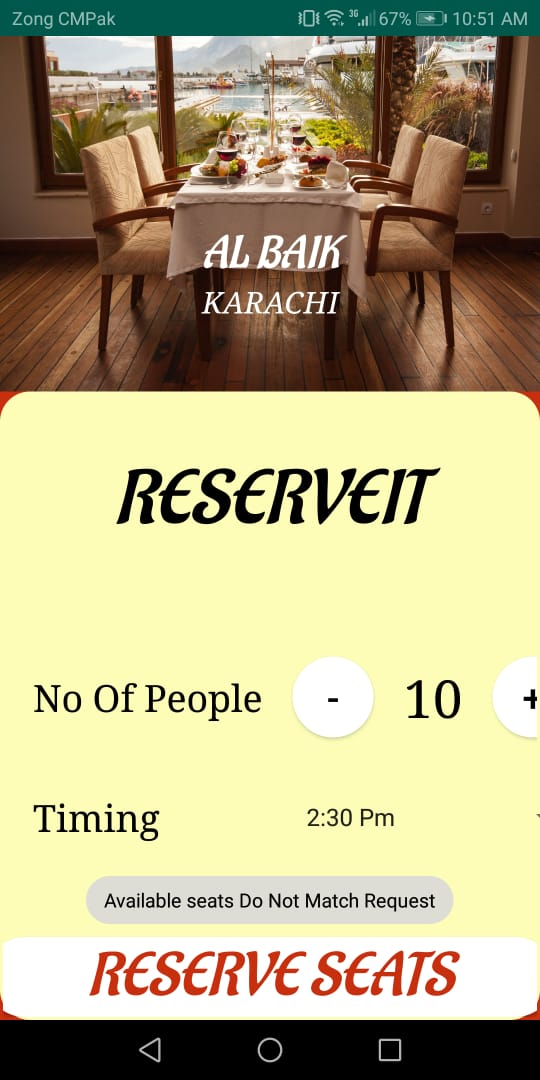 Zong CMPak 3G 67% 10:51 AM
AL BAIK
KARACHI
RESERVEIT
No Of People - 10 +
Timing 2:30 Pm
Available seats Do Not Match Request
RESERVE SEATS